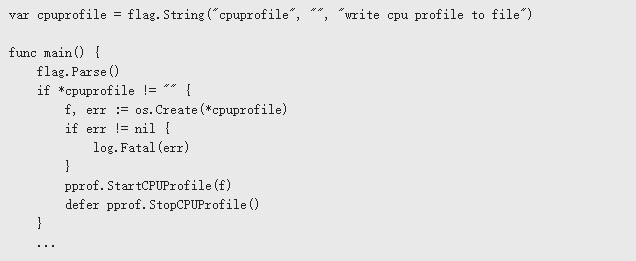 var cpuprofile = flag.String("cpuprofile", "", "write cpu profile to file")
func main() {
    flag.Parse()
    if *cpuprofile != "" {
        f, err := os.Create(*cpuprofile)
        if err != nil {
            log.Fatal(err)
        }
        pprof.StartCPUProfile(f)
        defer pprof.StopCPUProfile()
    }
    ...